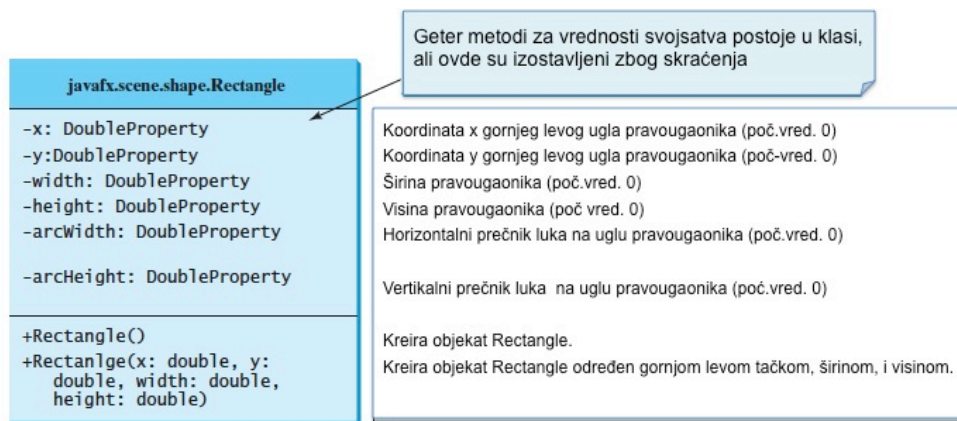 Geter metodi za vrednosti svojsatva postoje u klasi,
ali ovde su izostavljeni zbog skraćenja
javafx.scene.shape.Rectangle
-x: DoubleProperty
-y:DoubleProperty
-width: DoubleProperty
-height: DoubleProperty
-arcWidth: DoubleProperty
-arcHeight: DoubleProperty
+Rectangle()
+Rectanlge(x: double, y:
double, width: double,
height: double)
Koordinata x gornjeg levog ugla pravougaonika (poč.vred. 0)
Koordinata y gornjeg levog ugla pravougaonika (poč-vred. 0)
Širina pravougaonika (poč.vred. 0)
Visina pravougaonika (poč vred. 0)
Horizontalni prečnik luka na uglu pravougaonika (poč.vred. 0)
Vertikalni prečnik luka na uglu pravougaonika (poć.vred. 0)
Kreira objekat Rectangle.
Kreira objekat Rectangle određen gornjom levom tačkom, širinom, i visinom.